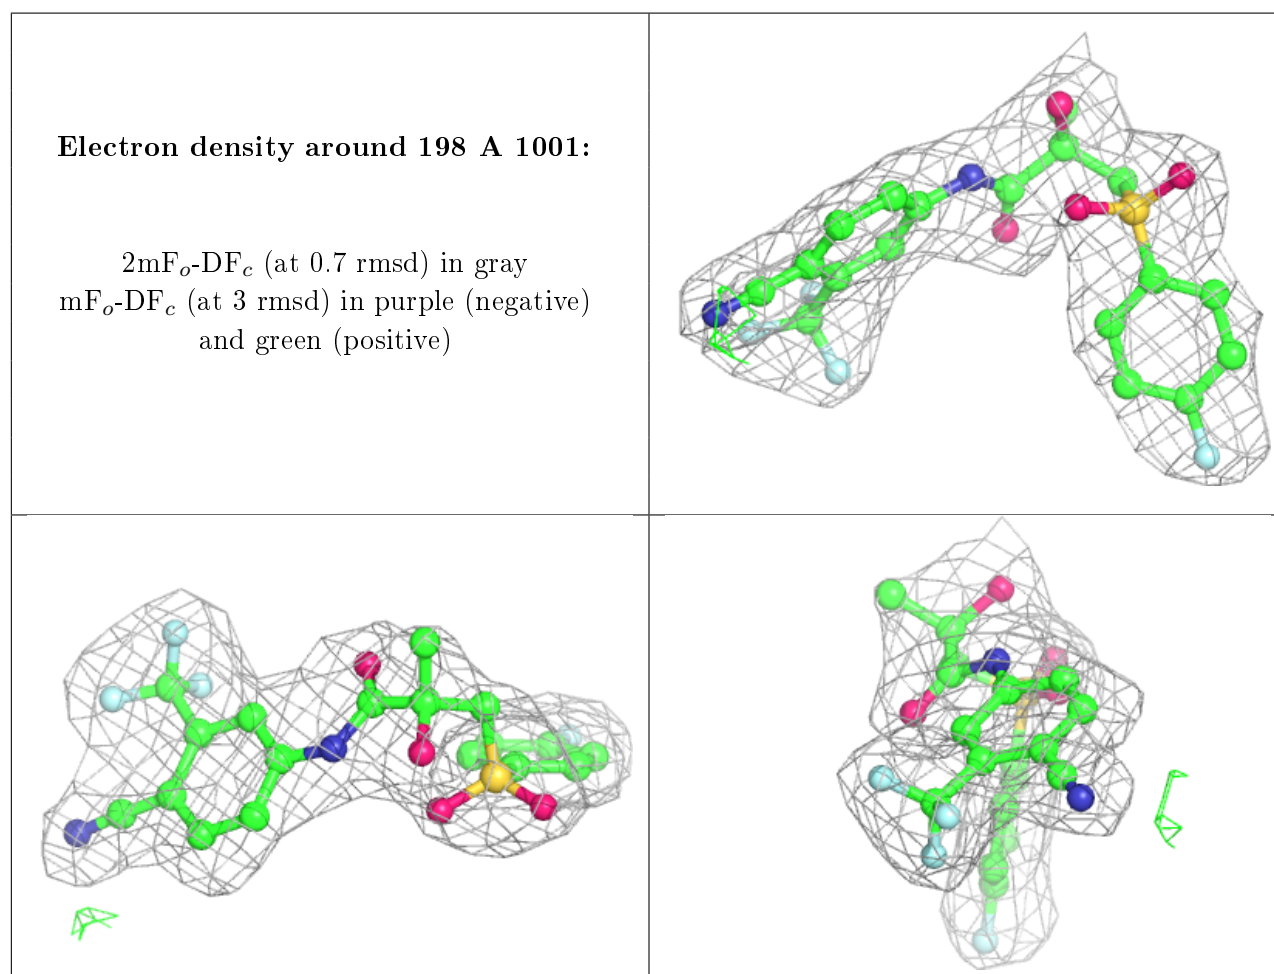 Electron density around 198 A 1001:
2mFo-DFc (at 0.7 rmsd) in gray
mFo-DFc (at 3 rmsd) in purple (negative)
and green (positive)